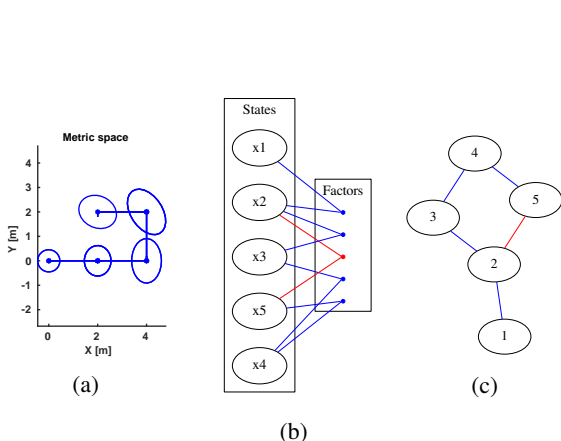 Metric space
4
3
2
1
0
-1
-2
Y [m]
0 2 4
X [m]
(a)
States
x1
x2
x3
x5
x4
Factors
(b)
4
5
3
2
1
(c)